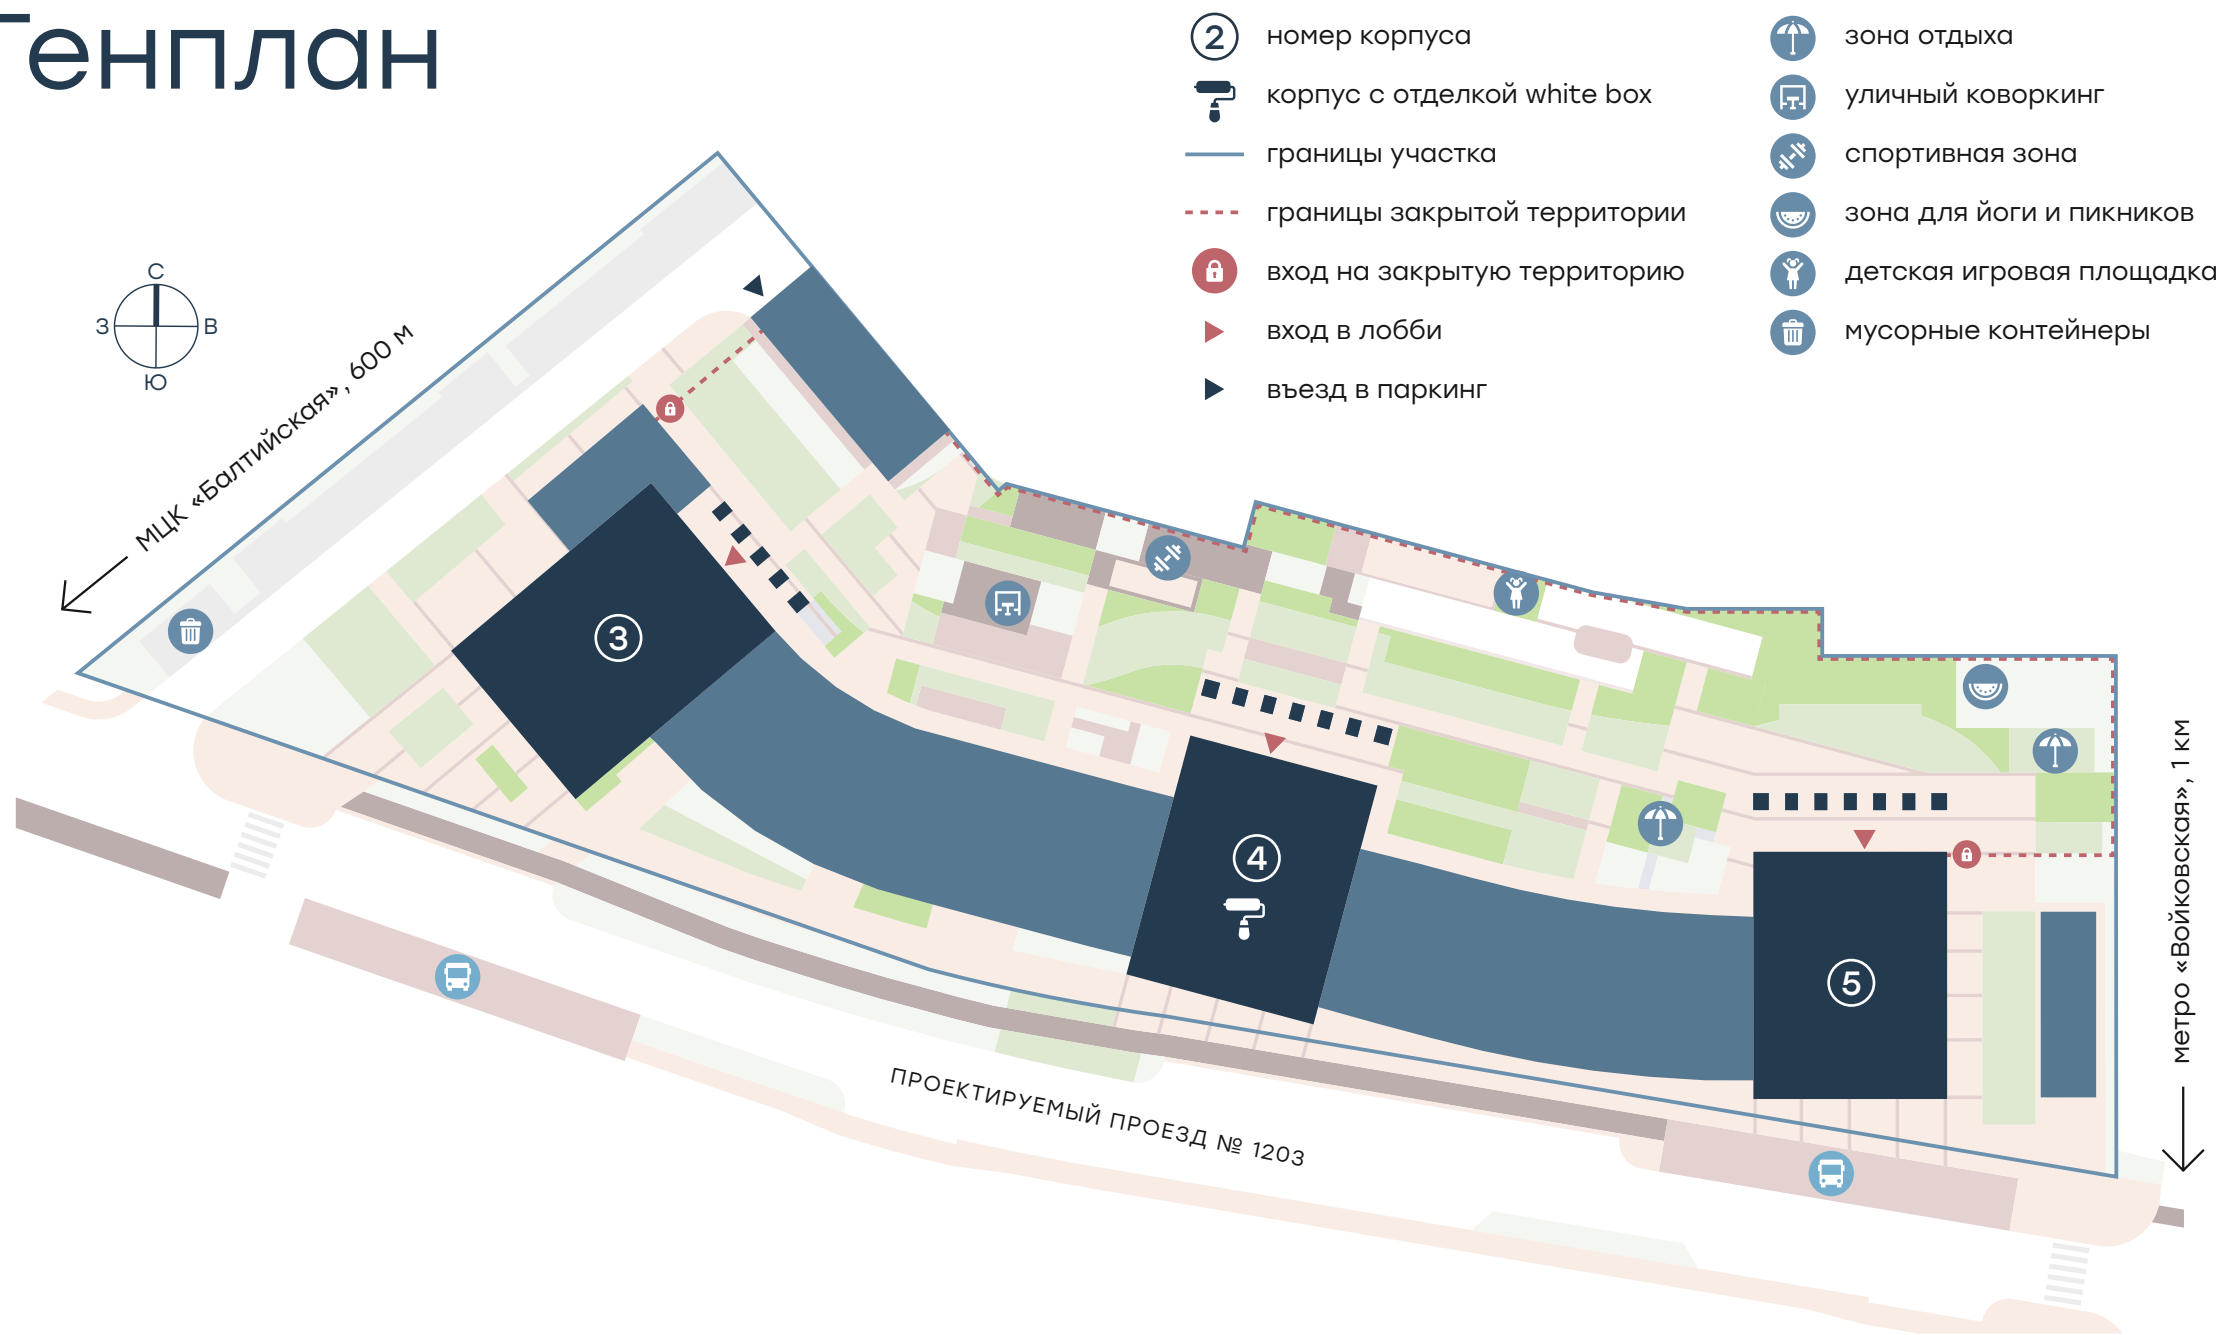 Генплан
2 номер корпуса
корпус с отделкой white box
границы участка
границы закрытой территории
вход на закрытую территорию
вход в лобби
въезд в паркинг
зона отдыха
уличный коворкинг
спортивная зона
зона для йоги и пикников
детская игровая площадка
мусорные контейнеры
С
З
В
Ю
МЦК «Балтийская», 600 м
3
4
5
метро «Войковская», 1 км
ПРОЕКТИРУЕМЫЙ ПРОЕЗД № 1203